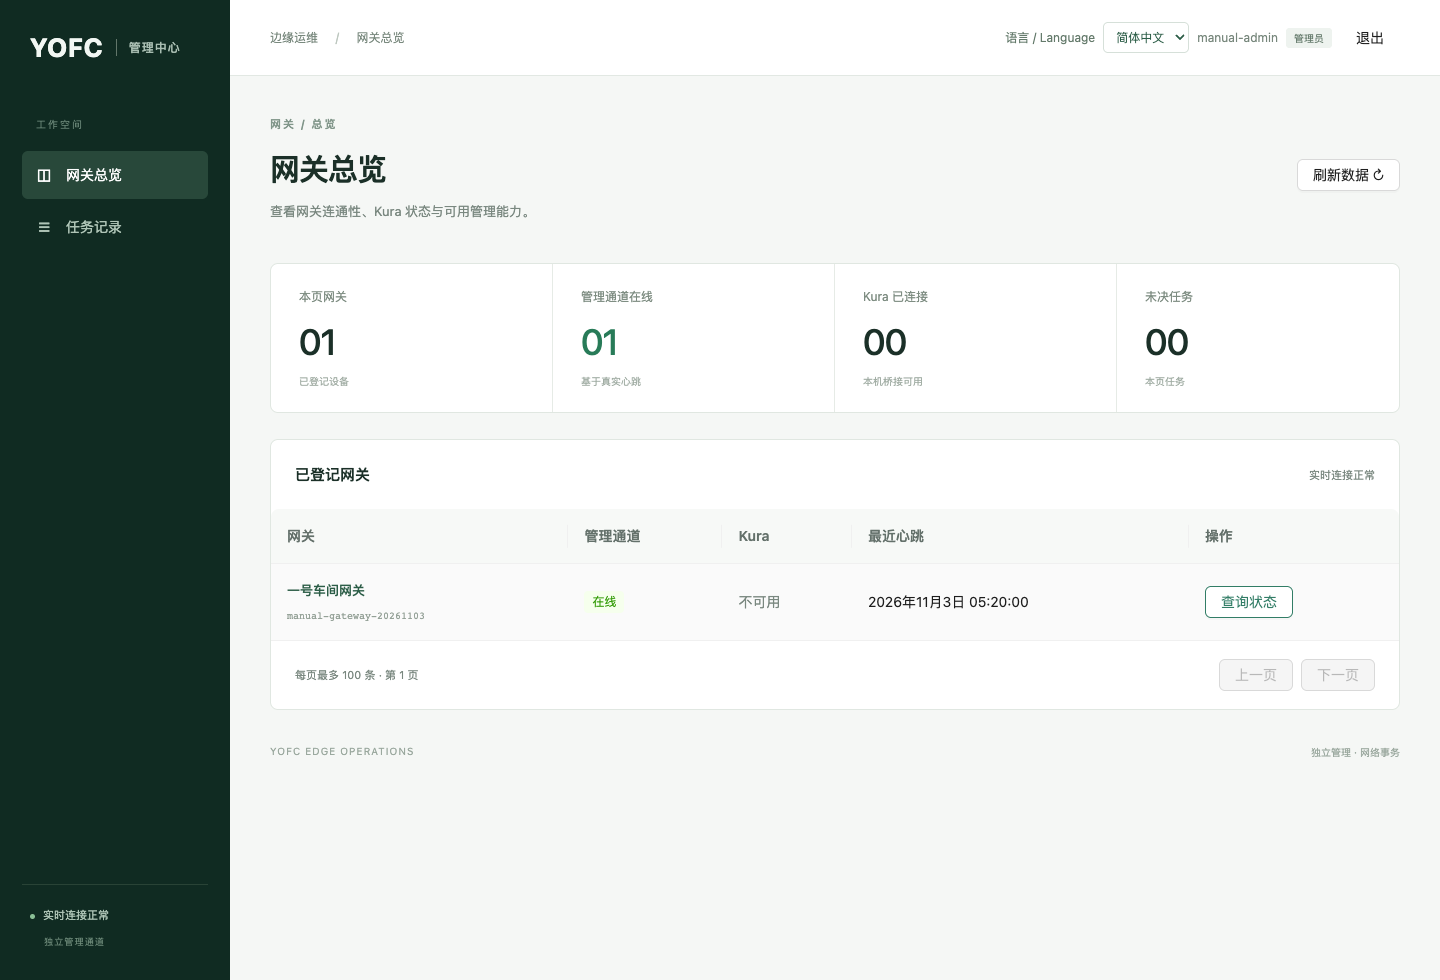 YOFC 管理中心
工作空间
网关总览
任务记录
实时连接正常
独立管理通道
边缘运维 / 网关总览
语言 / Language 简体中文 manual-admin 管理员 退出
网关 / 总览
网关总览
查看网关连通性、Kura 状态与可用管理能力。
刷新数据
本页网关
01
已登记设备
管理通道在线
01
基于真实心跳
Kura 已连接
00
本机桥接可用
未决任务
00
本页任务
已登记网关
实时连接正常
网关 管理通道 Kura 最近心跳 操作
一号车间网关
manual-gateway-20261103
在线 不可用 2026年11月3日 05:20:00 查询状态
每页最多 100 条 · 第 1 页
上一页 下一页
YOFC EDGE OPERATIONS
独立管理 · 网络事务